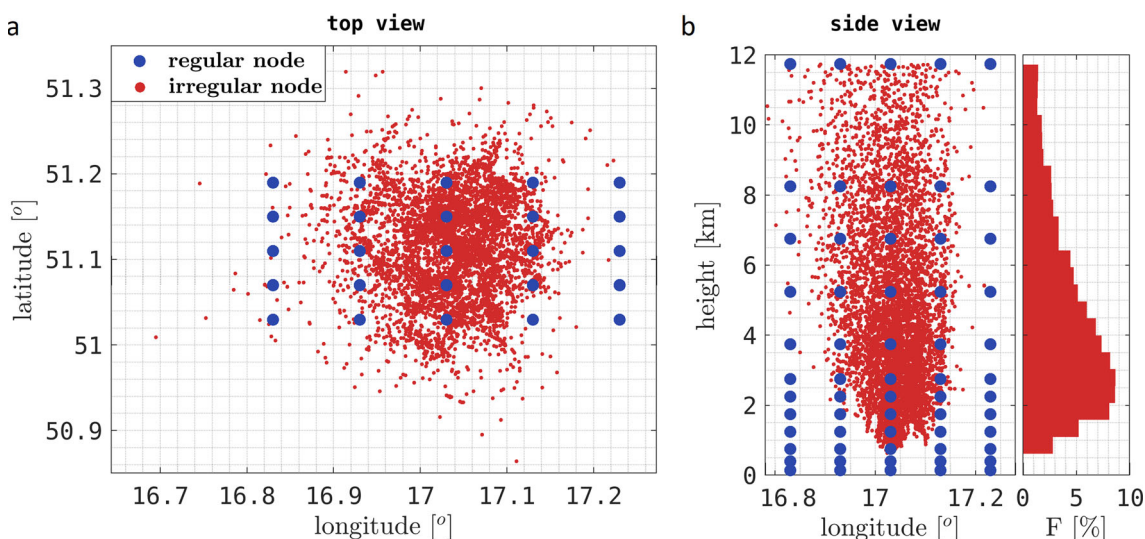 a
top view
regular node
irregular node
51.3
51.2
51.1
51
50.9
latitude [o]
16.7 16.8 16.9 17 17.1 17.2
longitude [o]
b
side view
12
10
8
6
4
2
0
height [km]
16.8 17 17.2
longitude [o]
0 5 10
F [%]